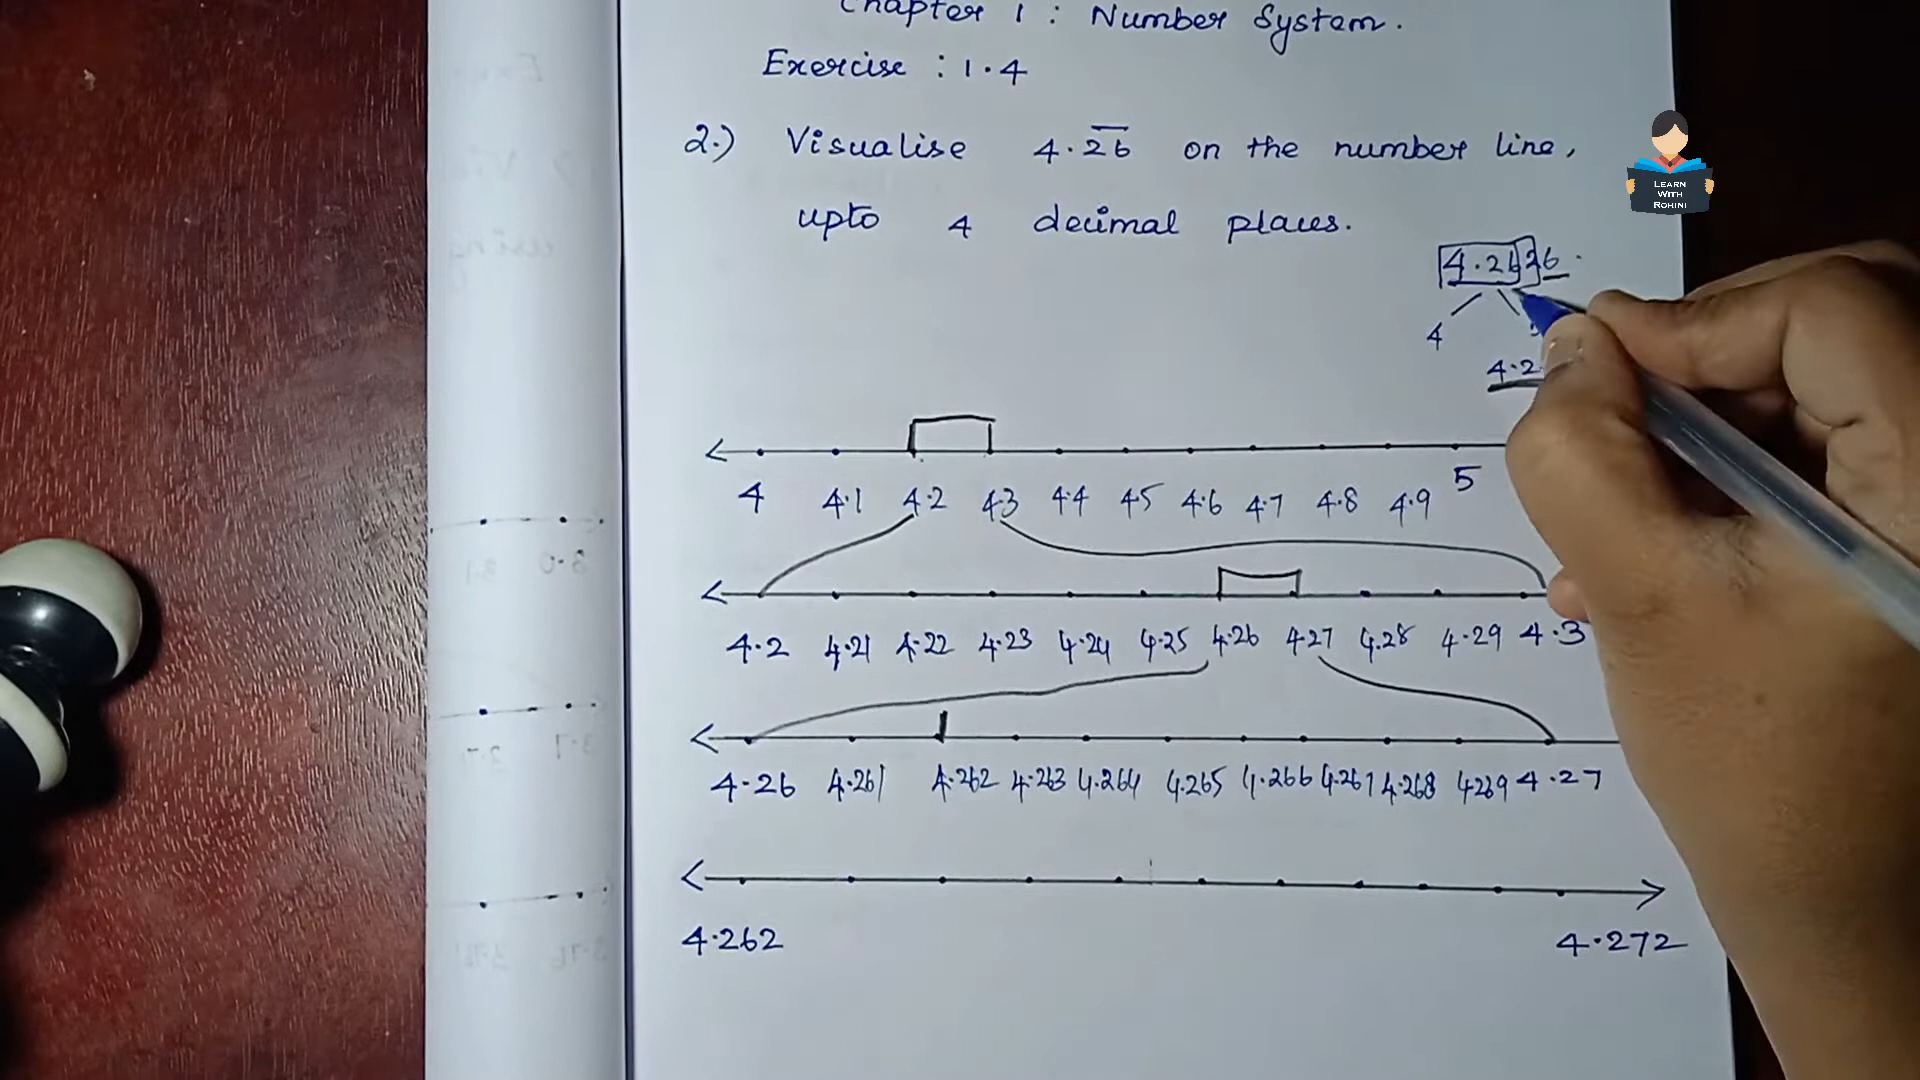 Chapter 1 : Number System.
Exercise : 1.4
2.) Visualise 4.2̅6̅ on the number line,
upto 4 decimal places.
LEARN
WITH
ROHINI
4.2626
4
4.2
4 4.1 4.2 4.3 4.4 4.5 4.6 4.7 4.8 4.9 5
4.2 4.21 4.22 4.23 4.24 4.25 4.26 4.27 4.28 4.29 4.3
4.26 4.261 4.262 4.263 4.264 4.265 4.266 4.267 4.268 4.269 4.27
4.262 4.272